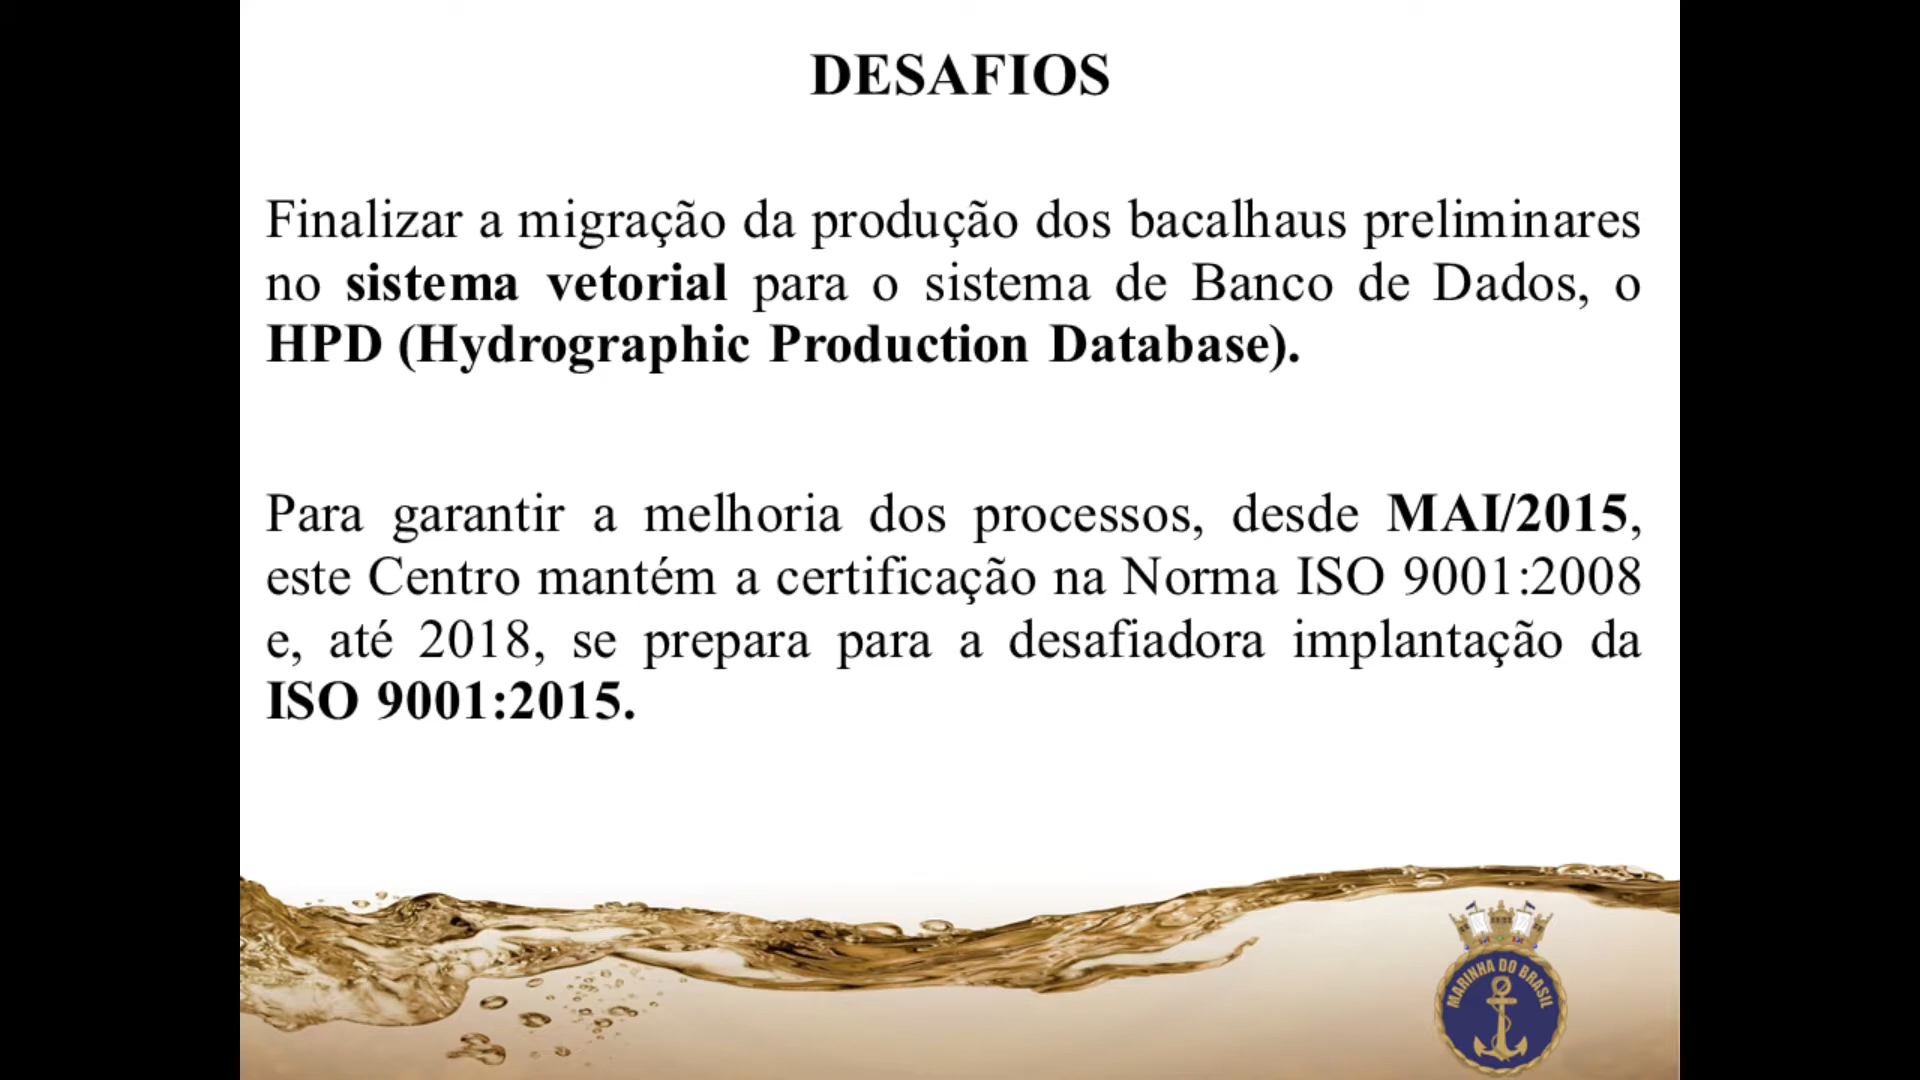 DESAFIOS
Finalizar a migração da produção dos bacalhaus preliminares
no sistema vetorial para o sistema de Banco de Dados, o
HPD (Hydrographic Production Database).
Para garantir a melhoria dos processos, desde MAI/2015,
este Centro mantém a certificação na Norma ISO 9001:2008
e, até 2018, se prepara para a desafiadora implantação da
ISO 9001:2015.
MARINHA DO BRASIL